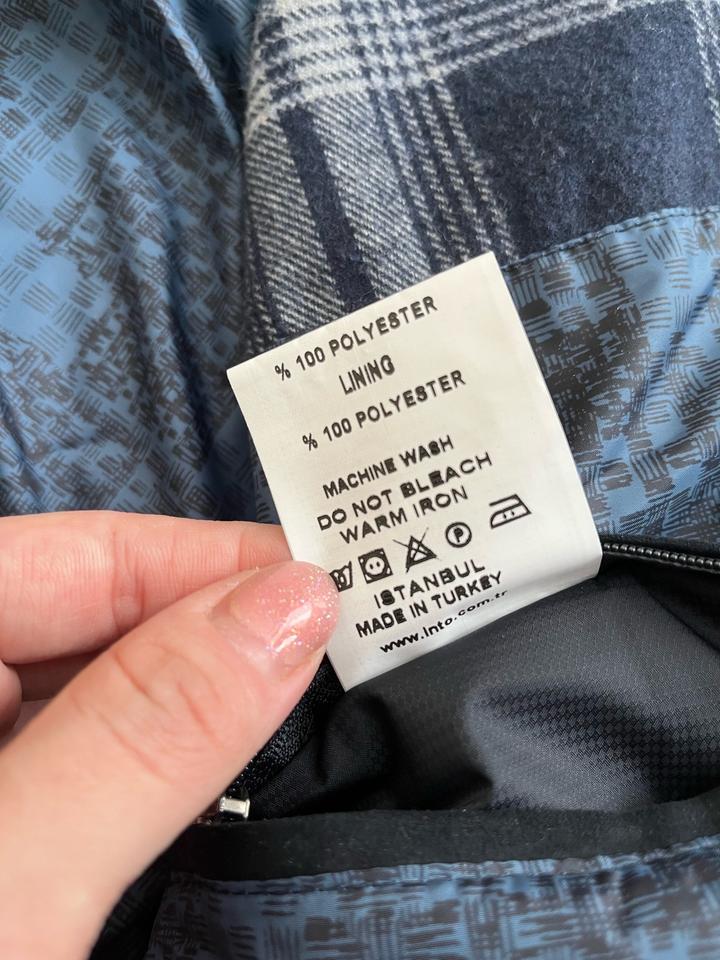 % 100 POLYESTER
LINING
% 100 POLYESTER
MACHINE WASH
DO NOT BLEACH
WARM IRON
P
ISTANBUL
MADE IN TURKEY
www.into.com.tr